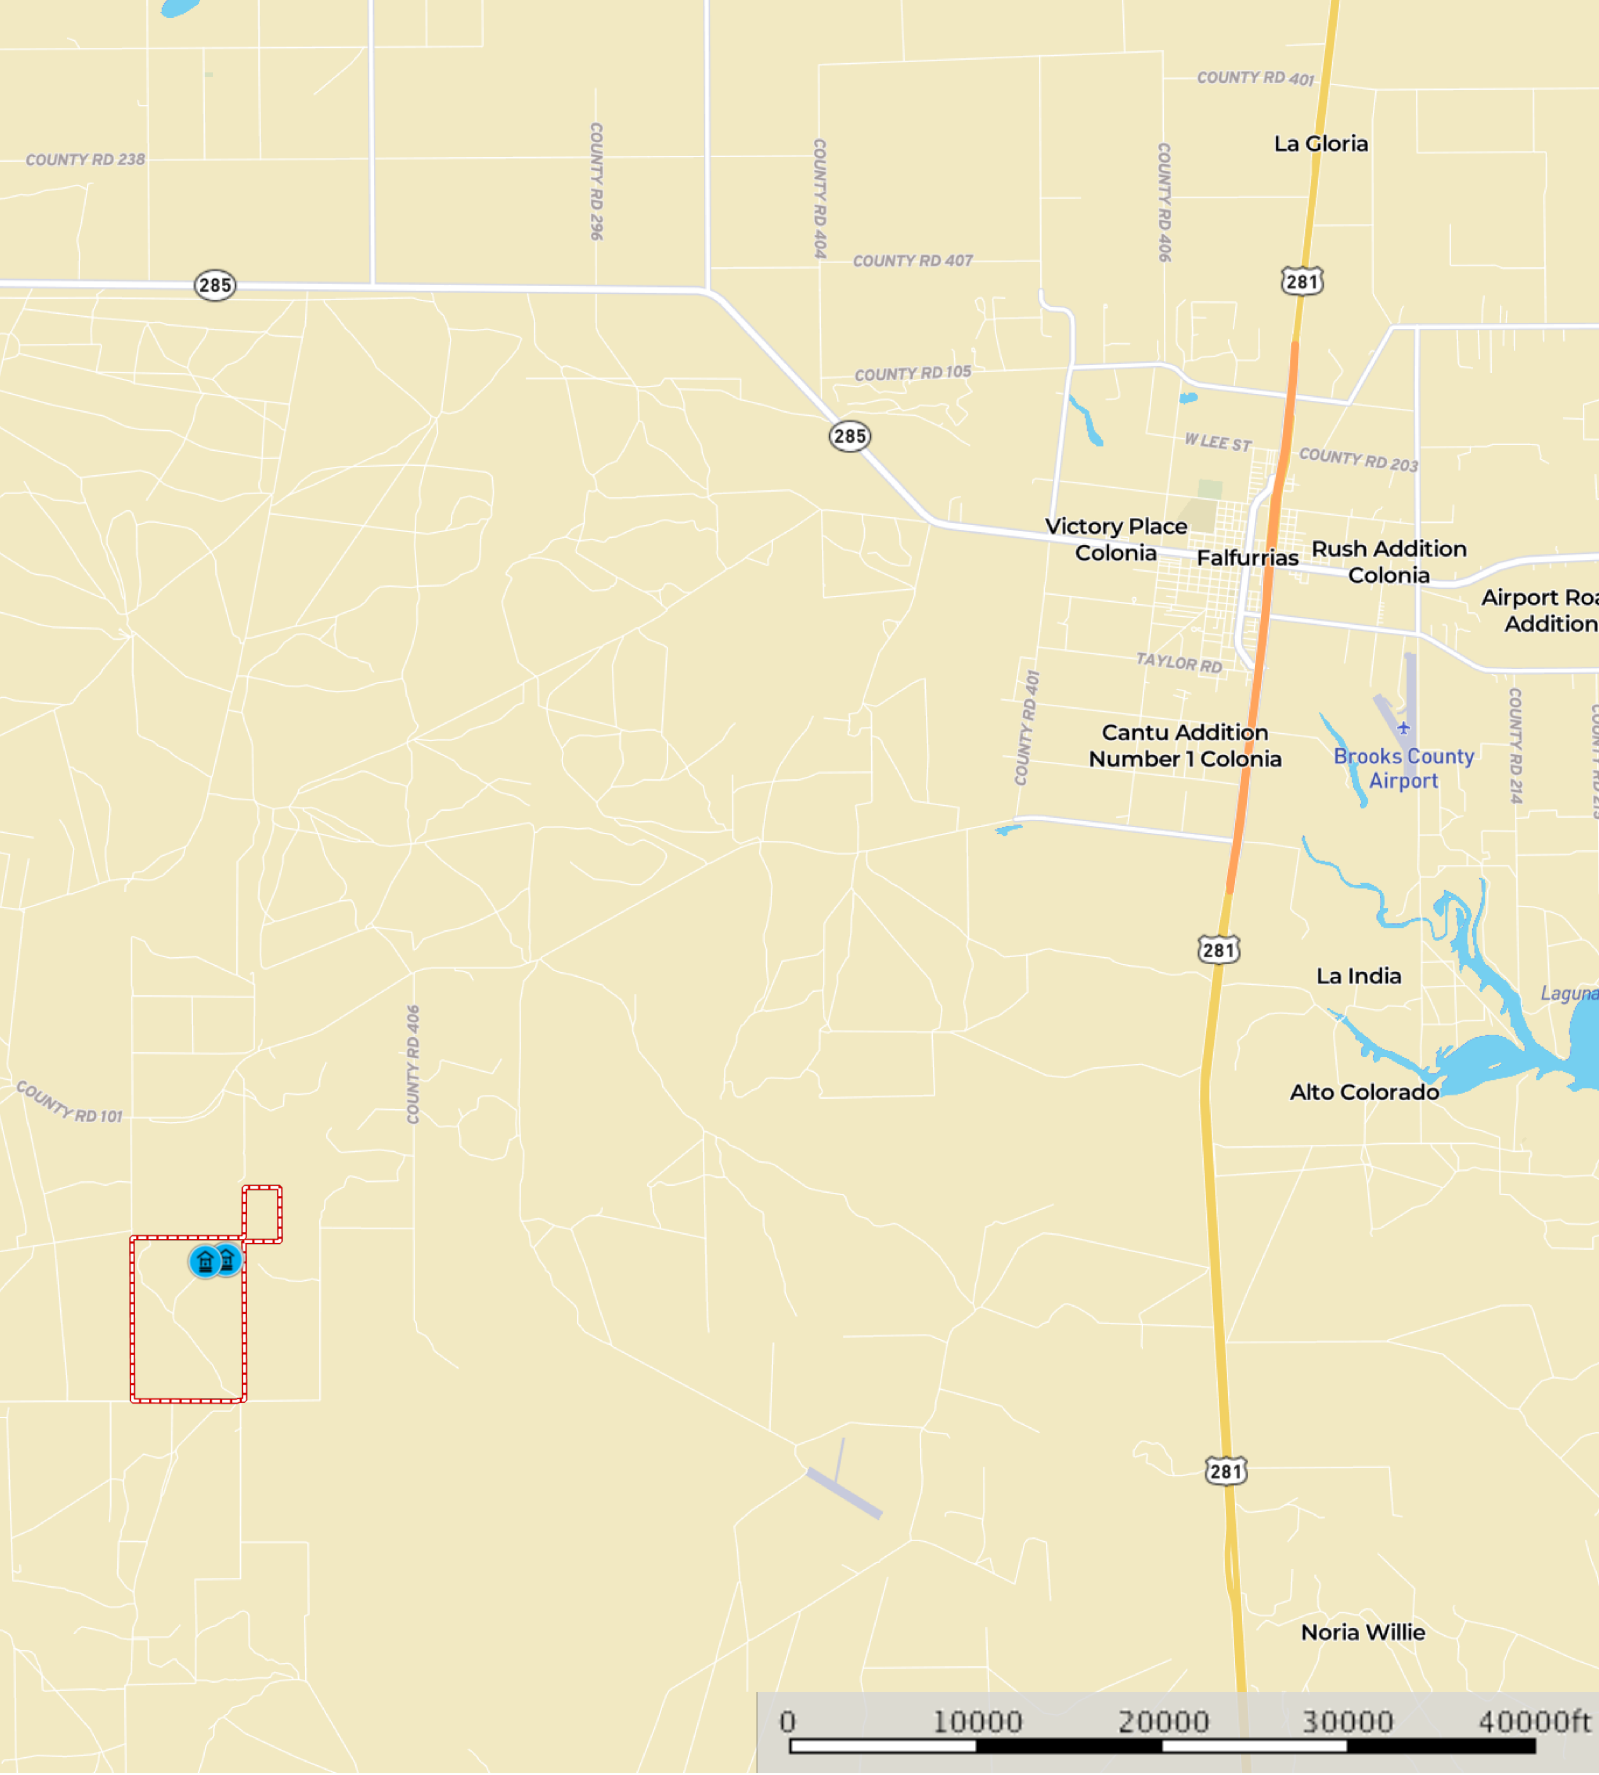 COUNTY RD 401
La Gloria
COUNTY RD 238
COUNTY RD 296
COUNTY RD 404
COUNTY RD 406
COUNTY RD 407
285
281
COUNTY RD 105
285
W LEE ST
COUNTY RD 203
Victory Place
Colonia
Falfurrias
Rush Addition
Colonia
Airport Roa
Addition
TAYLOR RD
COUNTY RD 401
Cantu Addition
Number 1 Colonia
Brooks County
Airport
COUNTY RD 214
281
La India
Laguna
COUNTY RD 406
COUNTY RD 101
Alto Colorado
281
Noria Willie
0 10000 20000 30000 40000ft